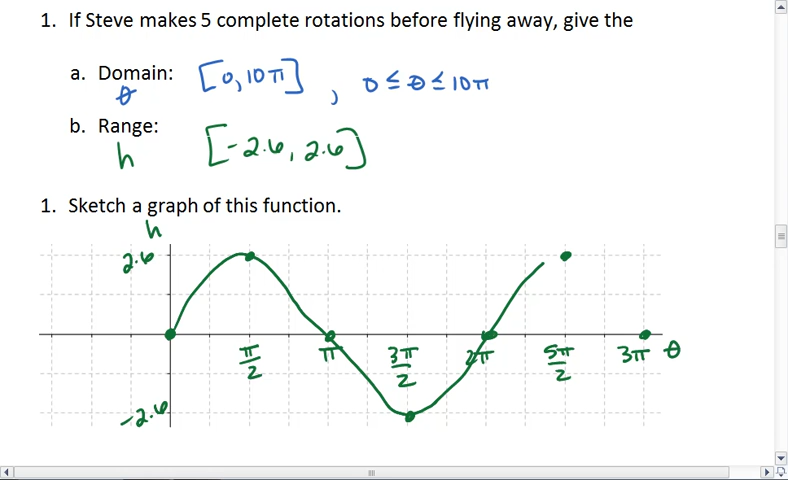 1. If Steve makes 5 complete rotations before flying away, give the
a. Domain: [0, 10π] , 0 ≤ θ ≤ 10π
θ
b. Range: [-2.6, 2.6]
h
1. Sketch a graph of this function.
h
2.6
π/2 π 3π/2 2π 5π/2 3π θ
-2.6